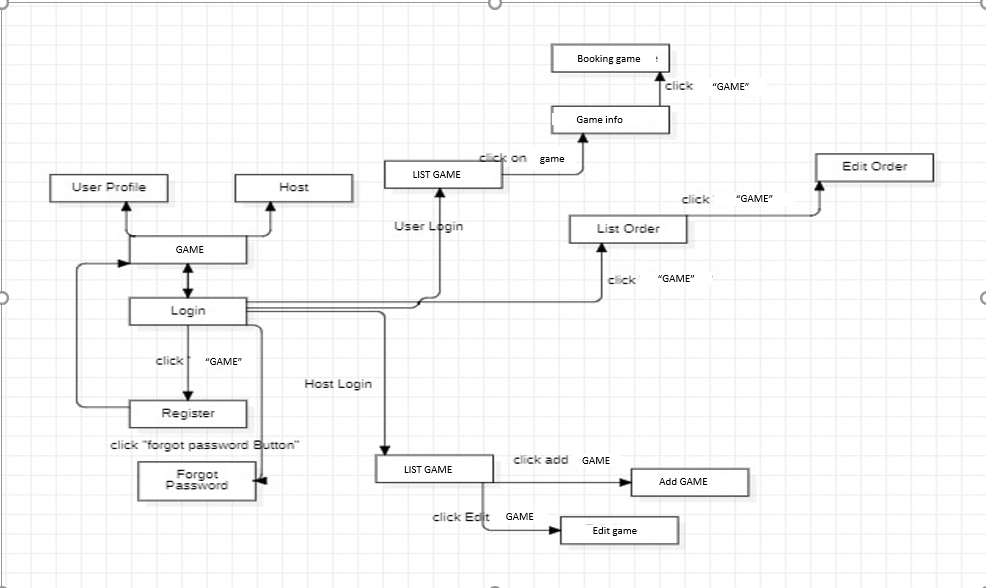 Booking game
click “GAME”
Game info
click on game
LIST GAME
Edit Order
User Profile
Host
click “GAME”
User Login
List Order
GAME
click “GAME”
Login
click “GAME”
Host Login
Register
click "forgot password Button"
Forgot
Password
LIST GAME
click add GAME
Add GAME
click Edit GAME
Edit game